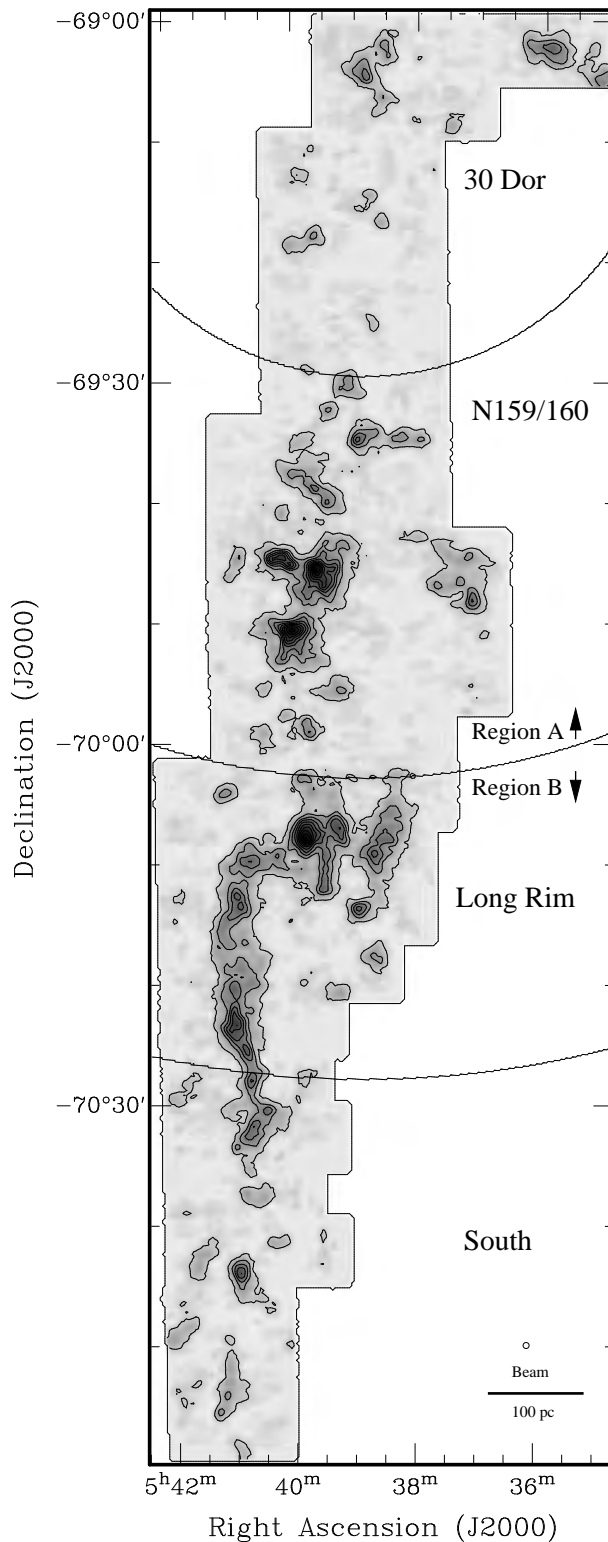 −69°00′
30 Dor
−69°30′
N159/160
Declination (J2000)
Region A
−70°00′
Region B
Long Rim
−70°30′
South
Beam
100 pc
5ʰ42ᵐ 40ᵐ 38ᵐ 36ᵐ
Right Ascension (J2000)